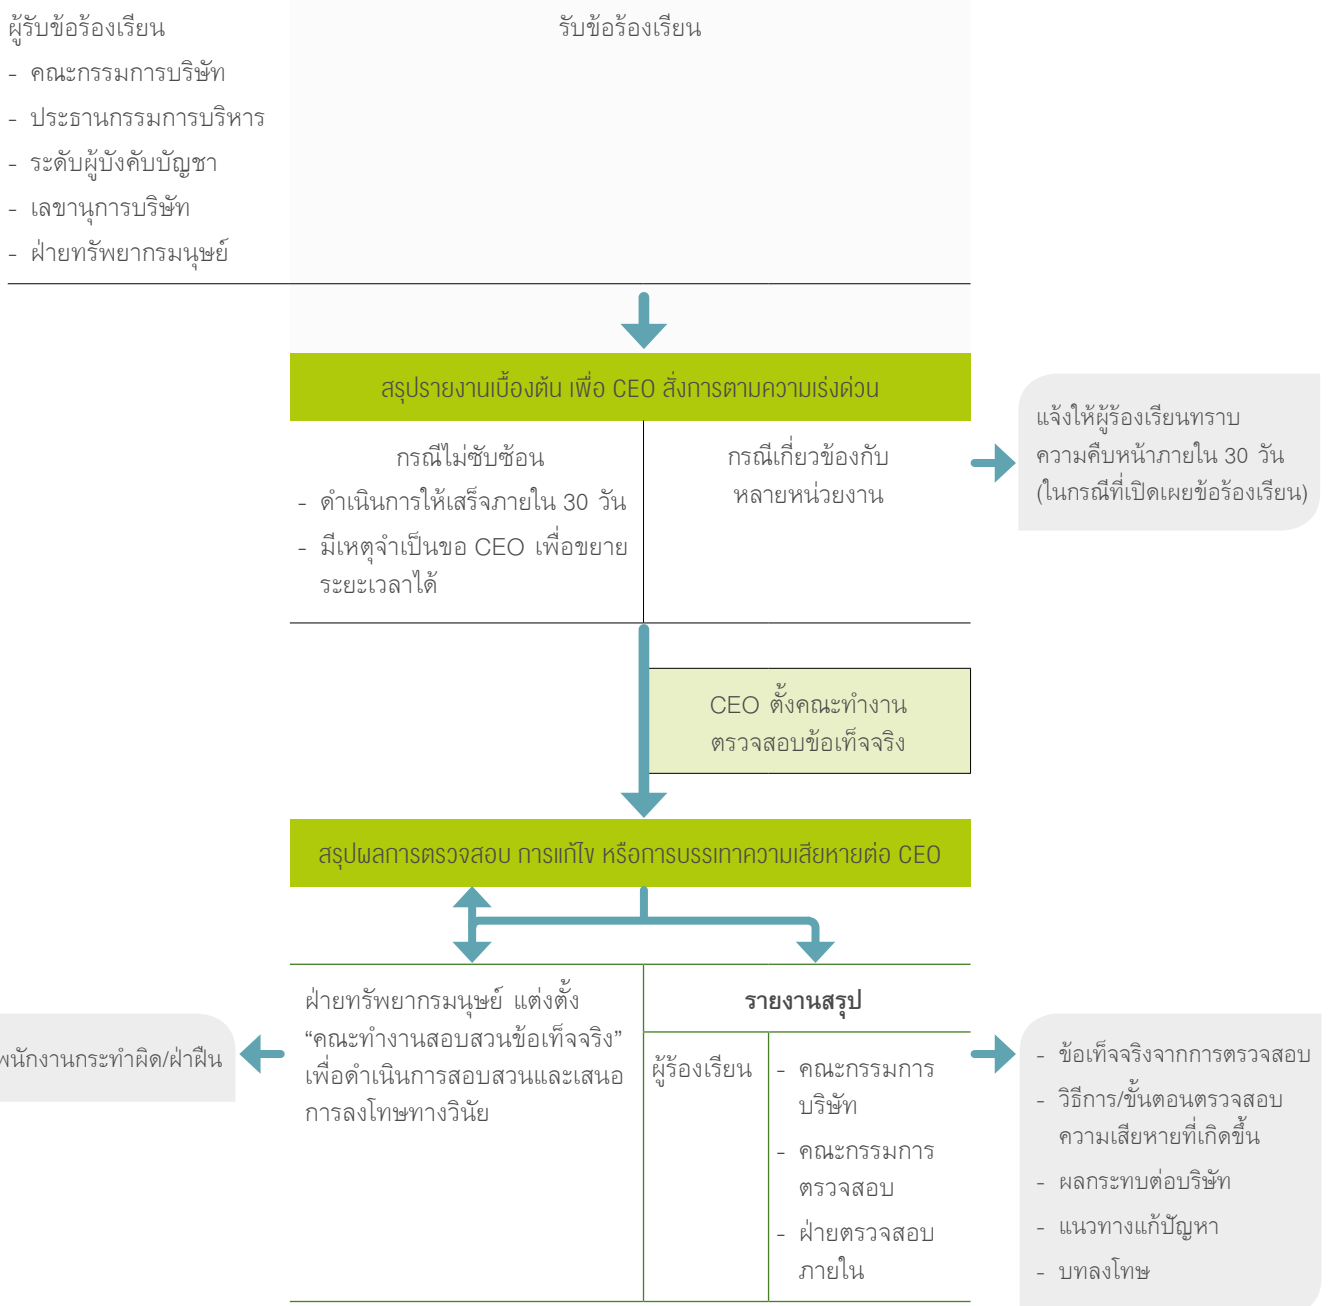 ผู้รับข้อร้องเรียน
- คณะกรรมการบริษัท
- ประธานกรรมการบริหาร
- ระดับผู้บังคับบัญชา
- เลขานุการบริษัท
- ฝ่ายทรัพยากรมนุษย์
รับข้อร้องเรียน
สรุปรายงานเบื้องต้น เพื่อ CEO สั่งการตามความเร่งด่วน
กรณีไม่ซับซ้อน
- ดำเนินการให้เสร็จภายใน 30 วัน
- มีเหตุจำเป็นขอ CEO เพื่อขยาย
ระยะเวลาได้
กรณีเกี่ยวข้องกับ
หลายหน่วยงาน
แจ้งให้ผู้ร้องเรียนทราบ
ความคืบหน้าภายใน 30 วัน
(ในกรณีที่เปิดเผยข้อร้องเรียน)
CEO ตั้งคณะทำงาน
ตรวจสอบข้อเท็จจริง
สรุปผลการตรวจสอบ การแก้ไข หรือการบรรเทาความเสียหายต่อ CEO
พนักงานกระทำผิด/ฝ่าฝืน
ฝ่ายทรัพยากรมนุษย์ แต่งตั้ง
“คณะทำงานสอบสวนข้อเท็จจริง”
เพื่อดำเนินการสอบสวนและเสนอ
การลงโทษทางวินัย
รายงานสรุป
ผู้ร้องเรียน
- คณะกรรมการ
บริษัท
- คณะกรรมการ
ตรวจสอบ
- ฝ่ายตรวจสอบ
ภายใน
- ข้อเท็จจริงจากการตรวจสอบ
- วิธีการ/ขั้นตอนตรวจสอบ
ความเสียหายที่เกิดขึ้น
- ผลกระทบต่อบริษัท
- แนวทางแก้ปัญหา
- บทลงโทษ